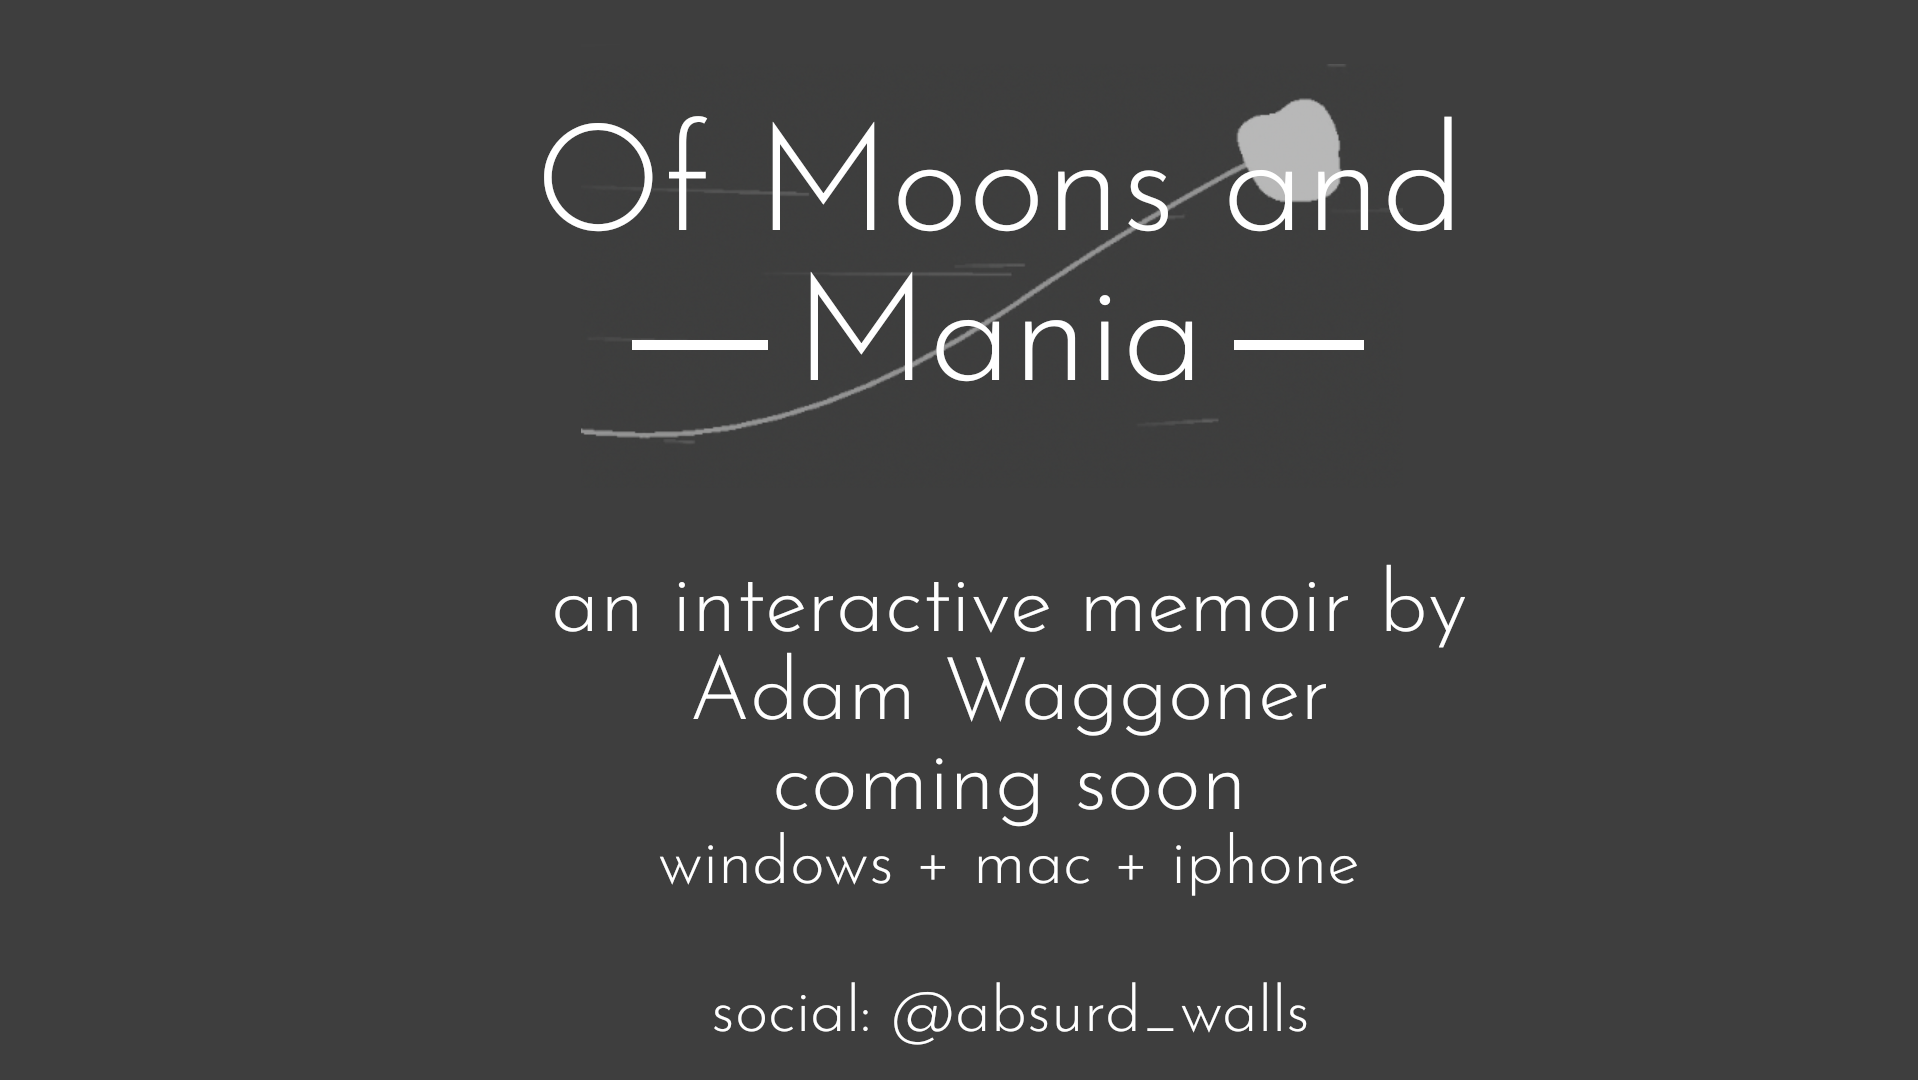 Of Moons and
Mania
an interactive memoir by
Adam Waggoner
coming soon
windows + mac + iphone
social: @absurd_walls